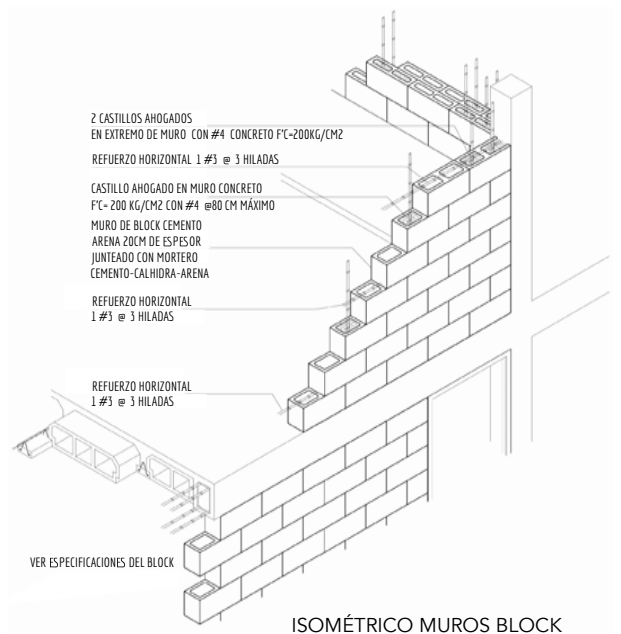 2 CASTILLOS AHOGADOS
EN EXTREMO DE MURO CON #4 CONCRETO F'C=200KG/CM2
REFUERZO HORIZONTAL 1 #3 @ 3 HILADAS
CASTILLO AHOGADO EN MURO CONCRETO
F'C= 200 KG/CM2 CON #4 @80 CM MÁXIMO
MURO DE BLOCK CEMENTO
ARENA 20CM DE ESPESOR
JUNTEADO CON MORTERO
CEMENTO-CALHIDRA-ARENA
REFUERZO HORIZONTAL
1 #3 @ 3 HILADAS
REFUERZO HORIZONTAL
1 #3 @ 3 HILADAS
VER ESPECIFICACIONES DEL BLOCK
ISOMÉTRICO MUROS BLOCK